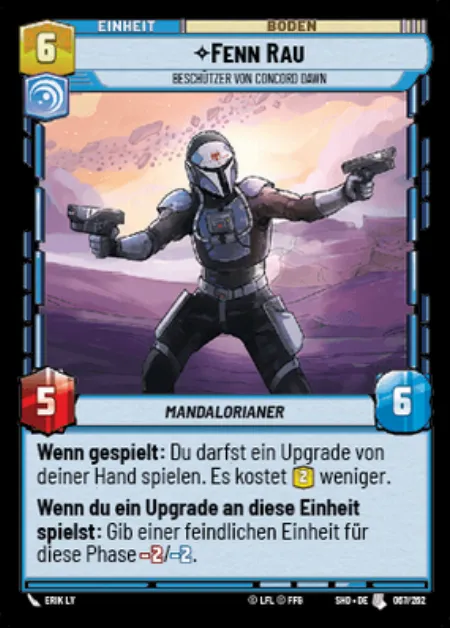 EINHEIT
BODEN
6
FENN RAU
BESCHÜTZER VON CONCORD DAWN
5
MANDALORIANER
6
Wenn gespielt: Du darfst ein Upgrade von
deiner Hand spielen. Es kostet 2 weniger.
Wenn du ein Upgrade an diese Einheit
spielst: Gib einer feindlichen Einheit für
diese Phase -2/-2.
ERIK LY
© LFL © FFG
SHD • DE
067/262